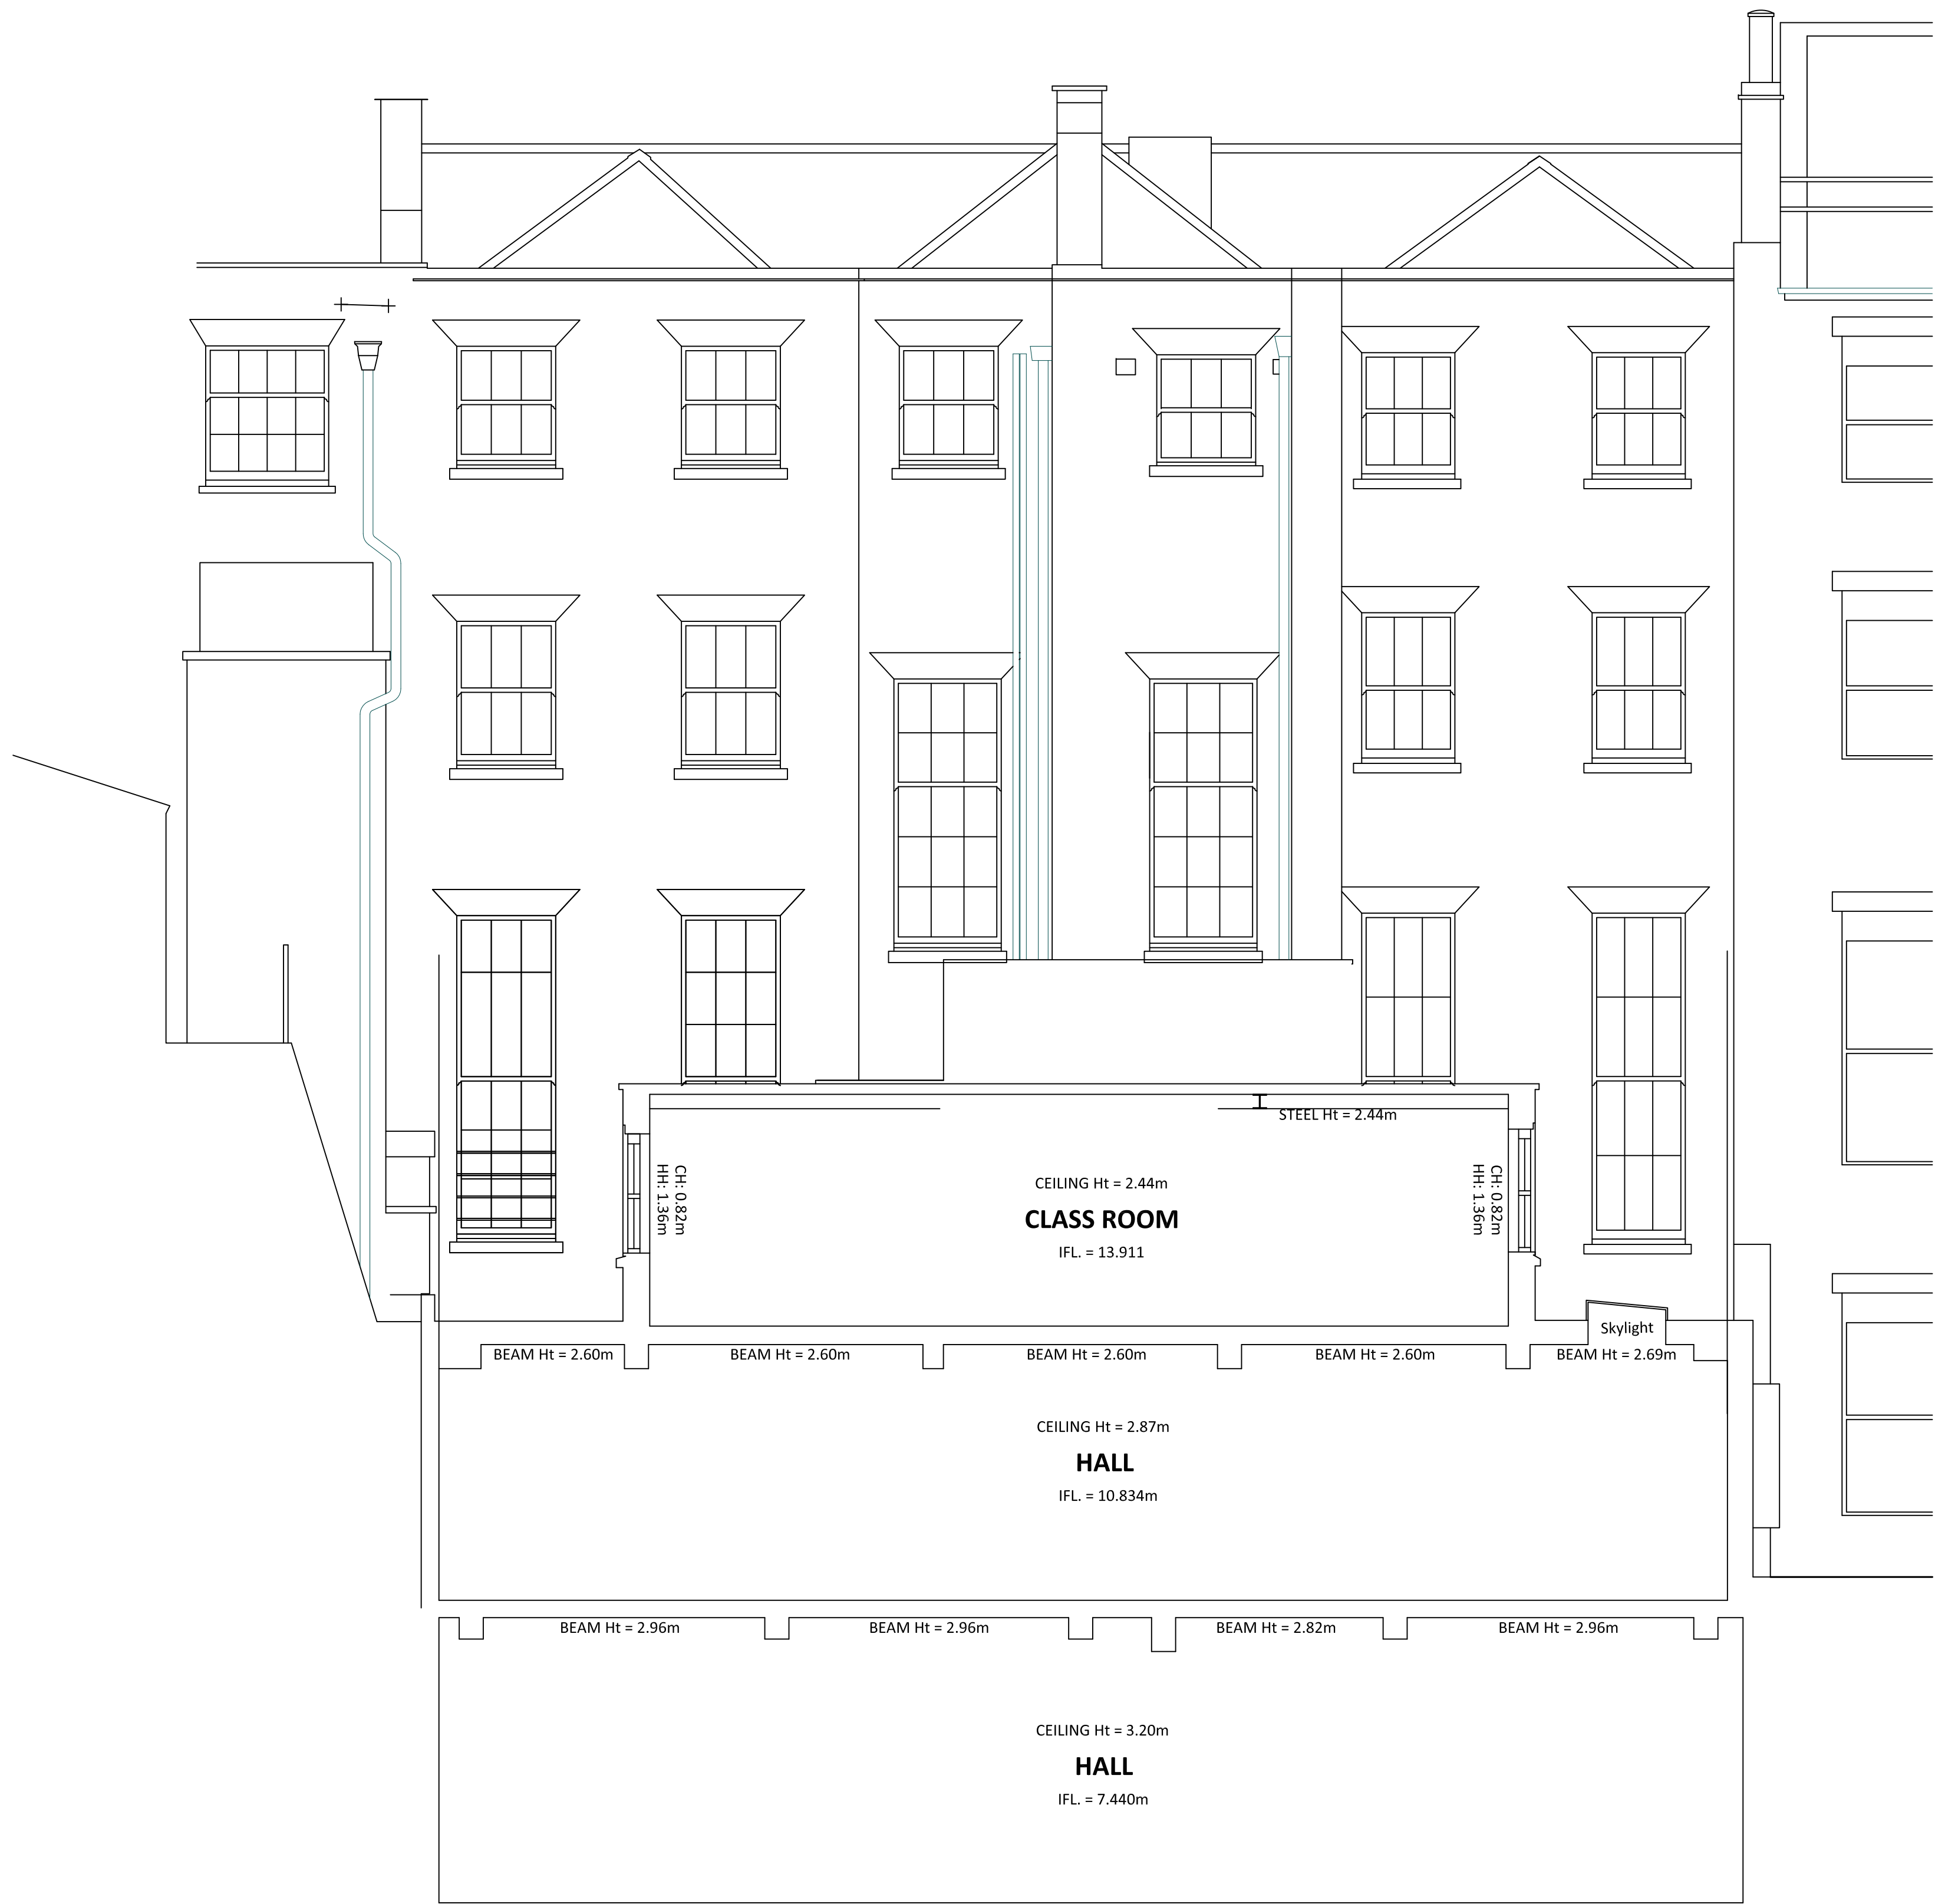 STEEL Ht = 2.44m
CH: 0.82m
HH: 1.36m
CEILING Ht = 2.44m
CLASS ROOM
IFL. = 13.911
CH: 0.82m
HH: 1.36m
Skylight
BEAM Ht = 2.60m
BEAM Ht = 2.60m
BEAM Ht = 2.60m
BEAM Ht = 2.60m
BEAM Ht = 2.69m
CEILING Ht = 2.87m
HALL
IFL. = 10.834m
BEAM Ht = 2.96m
BEAM Ht = 2.96m
BEAM Ht = 2.82m
BEAM Ht = 2.96m
CEILING Ht = 3.20m
HALL
IFL. = 7.440m